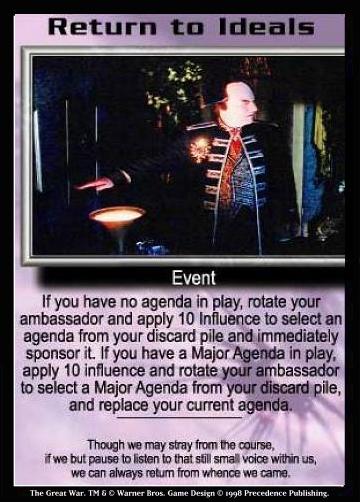 Return to Ideals
Event
If you have no agenda in play, rotate your
ambassador and apply 10 Influence to select an
agenda from your discard pile and immediately
sponsor it. If you have a Major Agenda in play,
apply 10 influence and rotate your ambassador
to select a Major Agenda from your discard pile,
and replace your current agenda.
Though we may stray from the course,
if we but pause to listen to that still small voice within us,
we can always return from whence we came.
The Great War. TM & © Warner Bros. Game Design © 1998 Precedence Publishing.